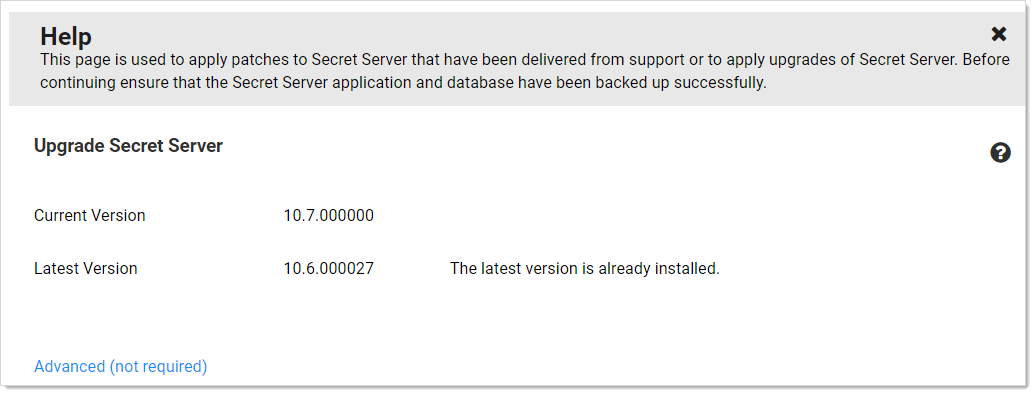 Help
This page is used to apply patches to Secret Server that have been delivered from support or to apply upgrades of Secret Server. Before
continuing ensure that the Secret Server application and database have been backed up successfully.
Upgrade Secret Server
Current Version 10.7.000000
Latest Version 10.6.000027 The latest version is already installed.
Advanced (not required)